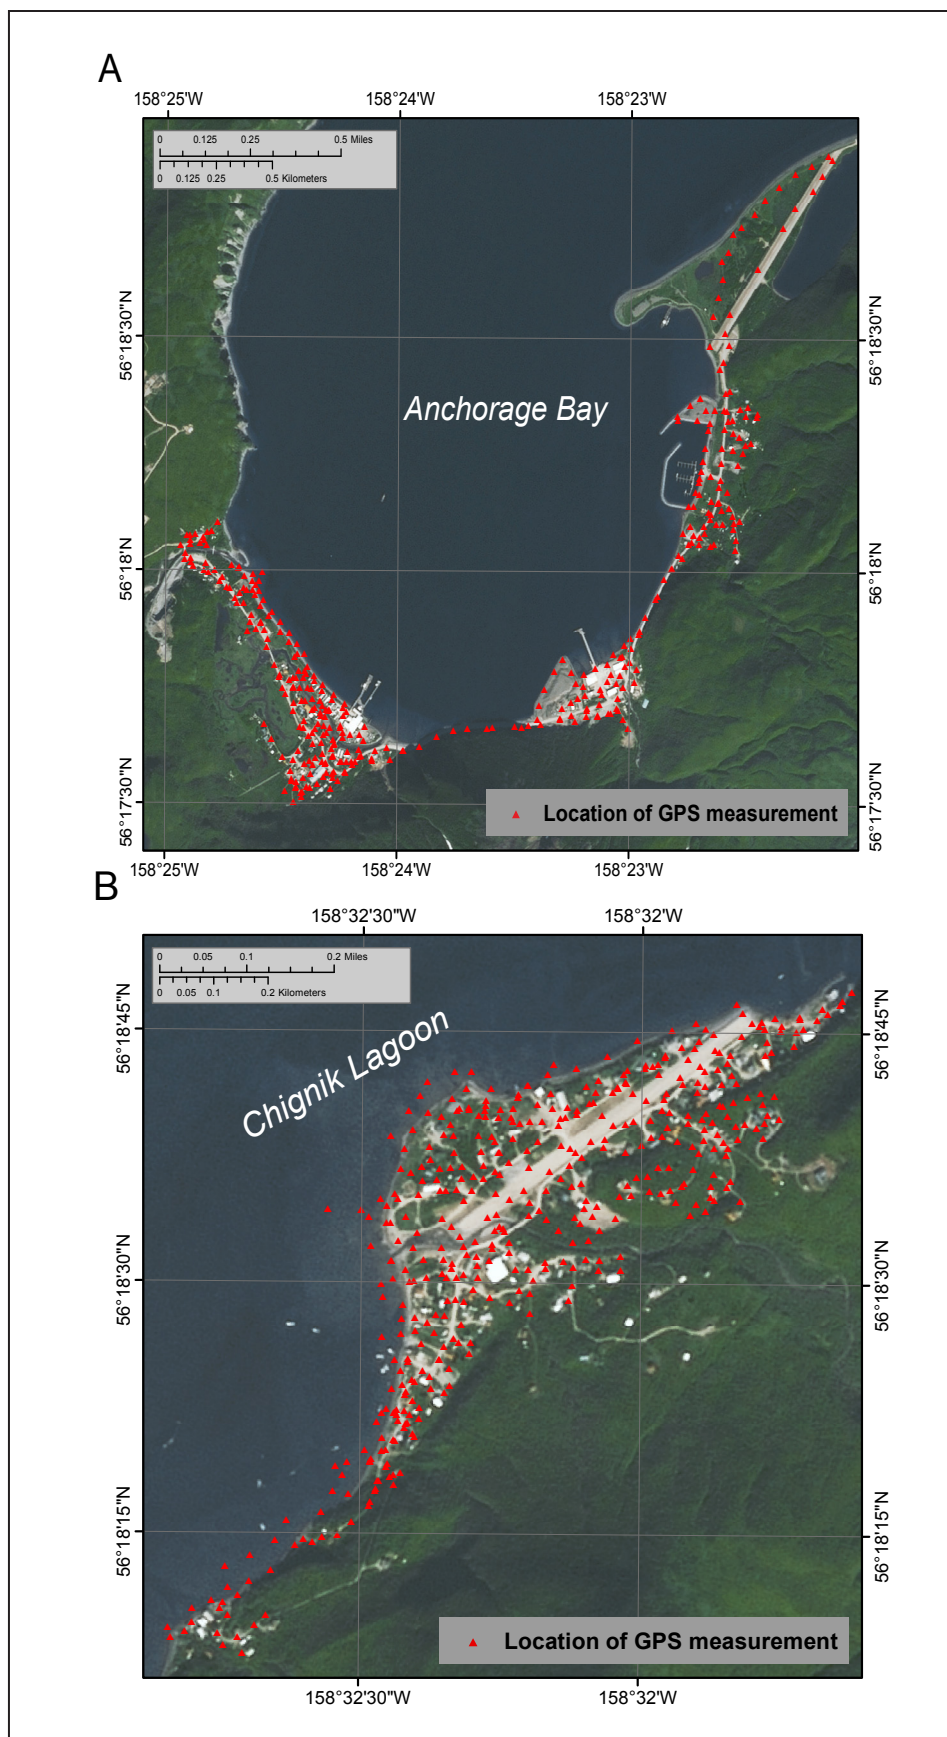 A
158°25'W 158°24'W 158°23'W
0 0.125 0.25 0.5 Miles
0 0.125 0.25 0.5 Kilometers
56°18'30"N 56°18'30"N
Anchorage Bay
56°18'N 56°18'N
56°17'30"N 56°17'30"N
Location of GPS measurement
158°25'W 158°24'W 158°23'W
B
158°32'30"W 158°32'W
0 0.05 0.1 0.2 Miles
0 0.05 0.1 0.2 Kilometers
56°18'45"N 56°18'45"N
Chignik Lagoon
56°18'30"N 56°18'30"N
56°18'15"N 56°18'15"N
Location of GPS measurement
158°32'30"W 158°32'W